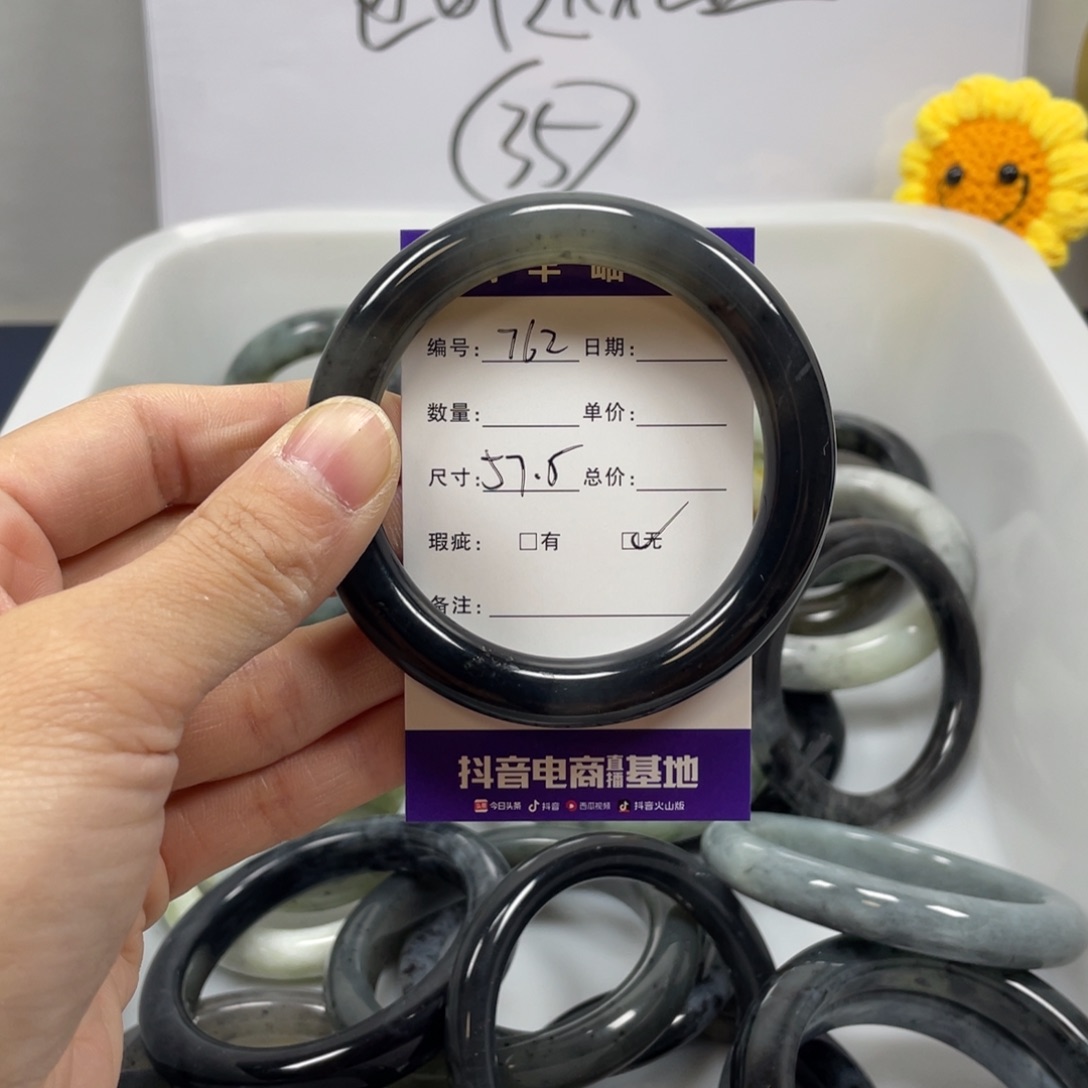 35
编号: 762 日期:
数量: 单价:
尺寸: 57.5 总价:
瑕疵: □有 ☑无
备注:
抖音电商直播基地
今日头条 抖音 西瓜视频 抖音火山版